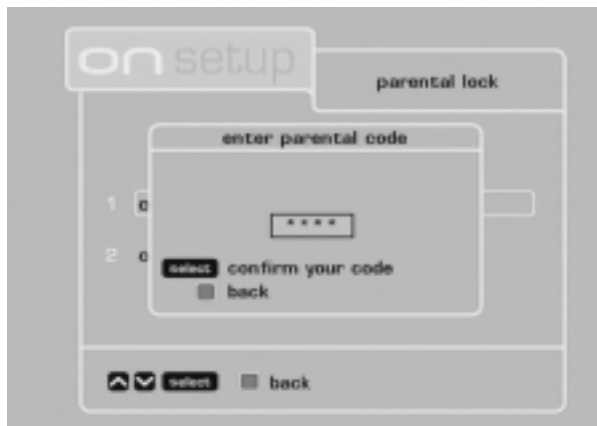 on setup
parental lock
enter parental code
1
****
2
select confirm your code
back
select back